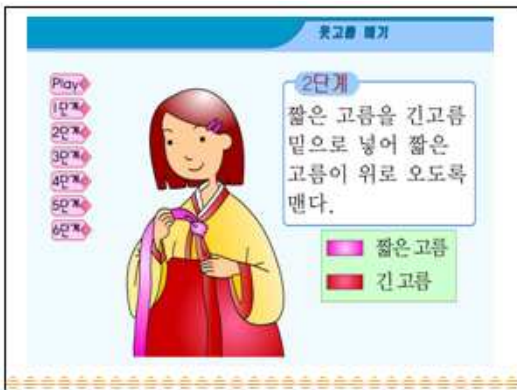 옷고름 매기
Play
1단계
2단계
3단계
4단계
5단계
6단계
2단계
짧은 고름을 긴고름
밑으로 넣어 짧은
고름이 위로 오도록
맨다.
짧은 고름
긴 고름